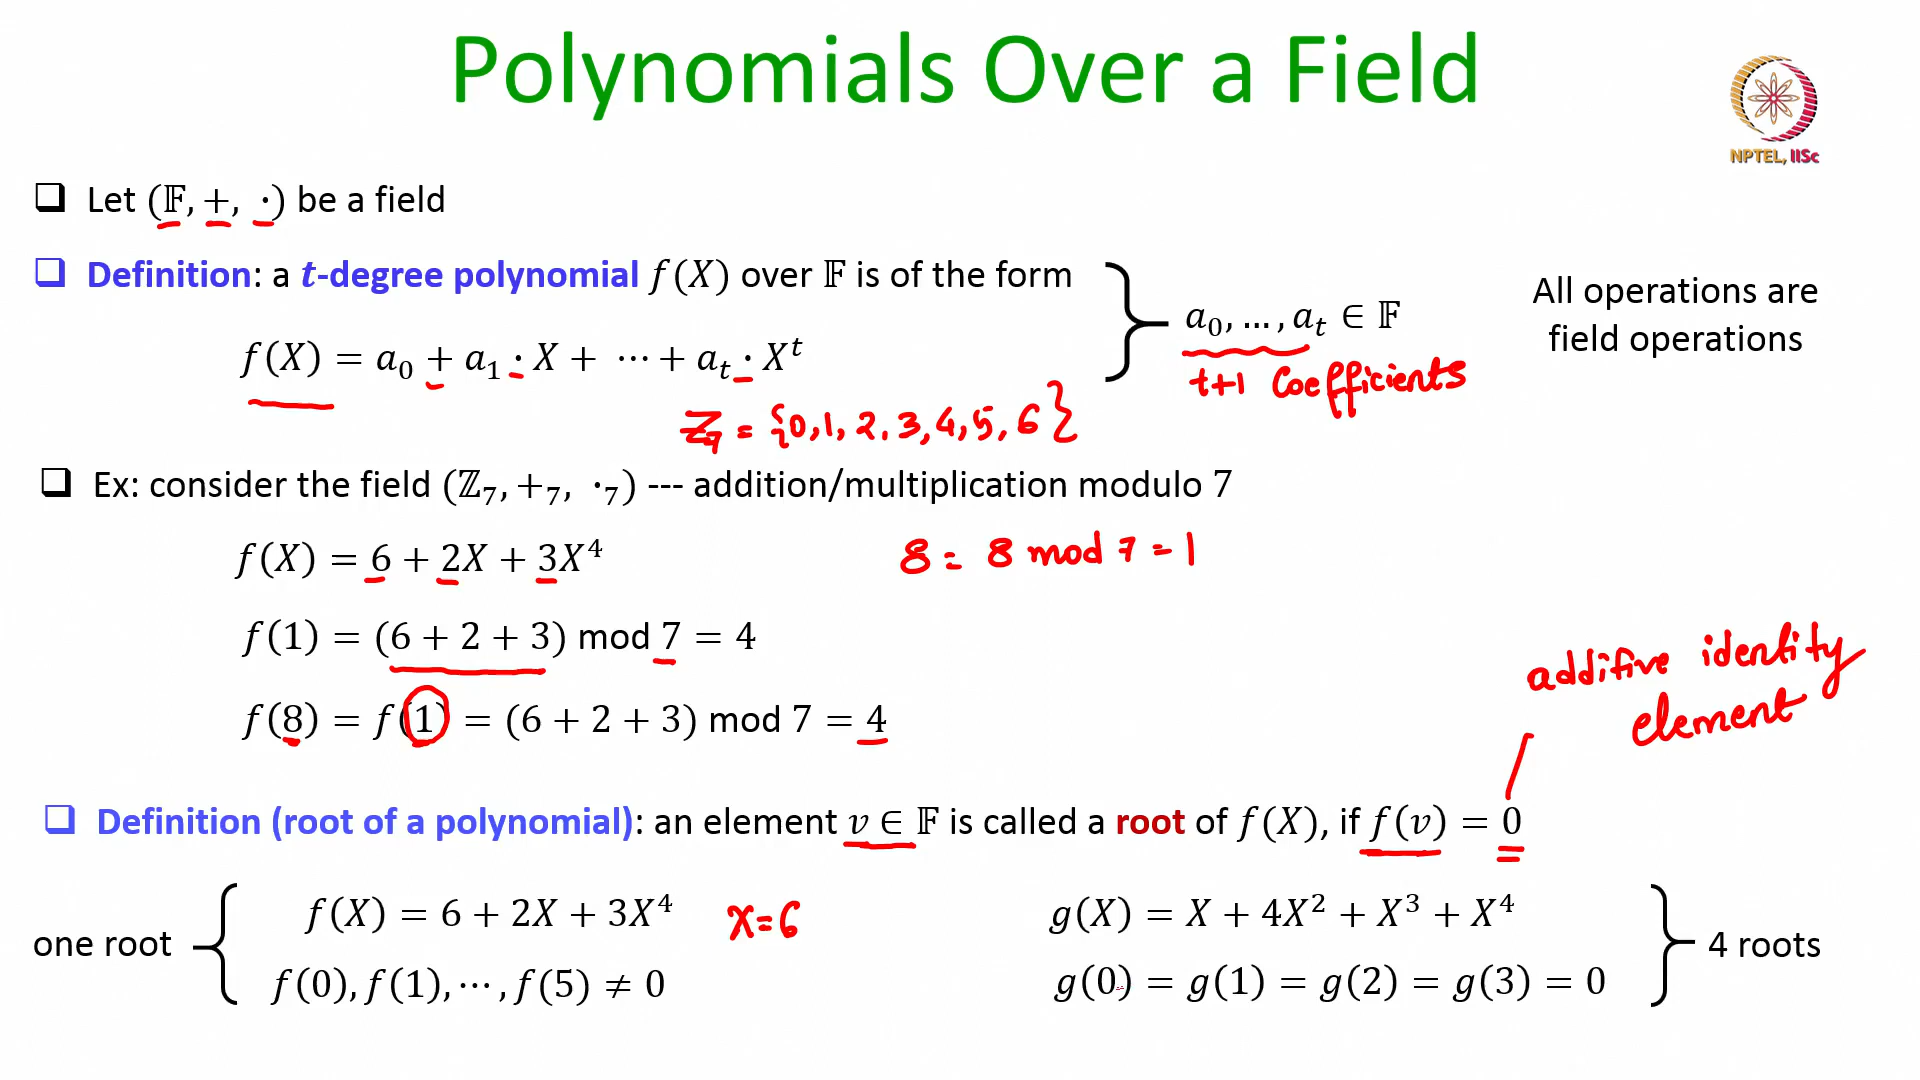 Polynomials Over a Field
NPTEL, IISc
❑ Let (𝔽, +, ·) be a field
❑ Definition: a t-degree polynomial f(X) over 𝔽 is of the form
f(X) = a₀ + a₁ · X + ⋯ + aₜ · Xᵗ
a₀, …, aₜ ∈ 𝔽
t+1 Coefficients
All operations are
field operations
Z₇ = {0,1,2,3,4,5,6}
❑ Ex: consider the field (ℤ₇, +₇, ·₇) --- addition/multiplication modulo 7
f(X) = 6 + 2X + 3X⁴
8 = 8 mod 7 = 1
f(1) = (6 + 2 + 3) mod 7 = 4
f(8) = f(1) = (6 + 2 + 3) mod 7 = 4
additive identity
element
❑ Definition (root of a polynomial): an element v ∈ 𝔽 is called a root of f(X), if f(v) = 0
one root
f(X) = 6 + 2X + 3X⁴
X=6
f(0), f(1), ⋯, f(5) ≠ 0
g(X) = X + 4X² + X³ + X⁴
g(0) = g(1) = g(2) = g(3) = 0
4 roots